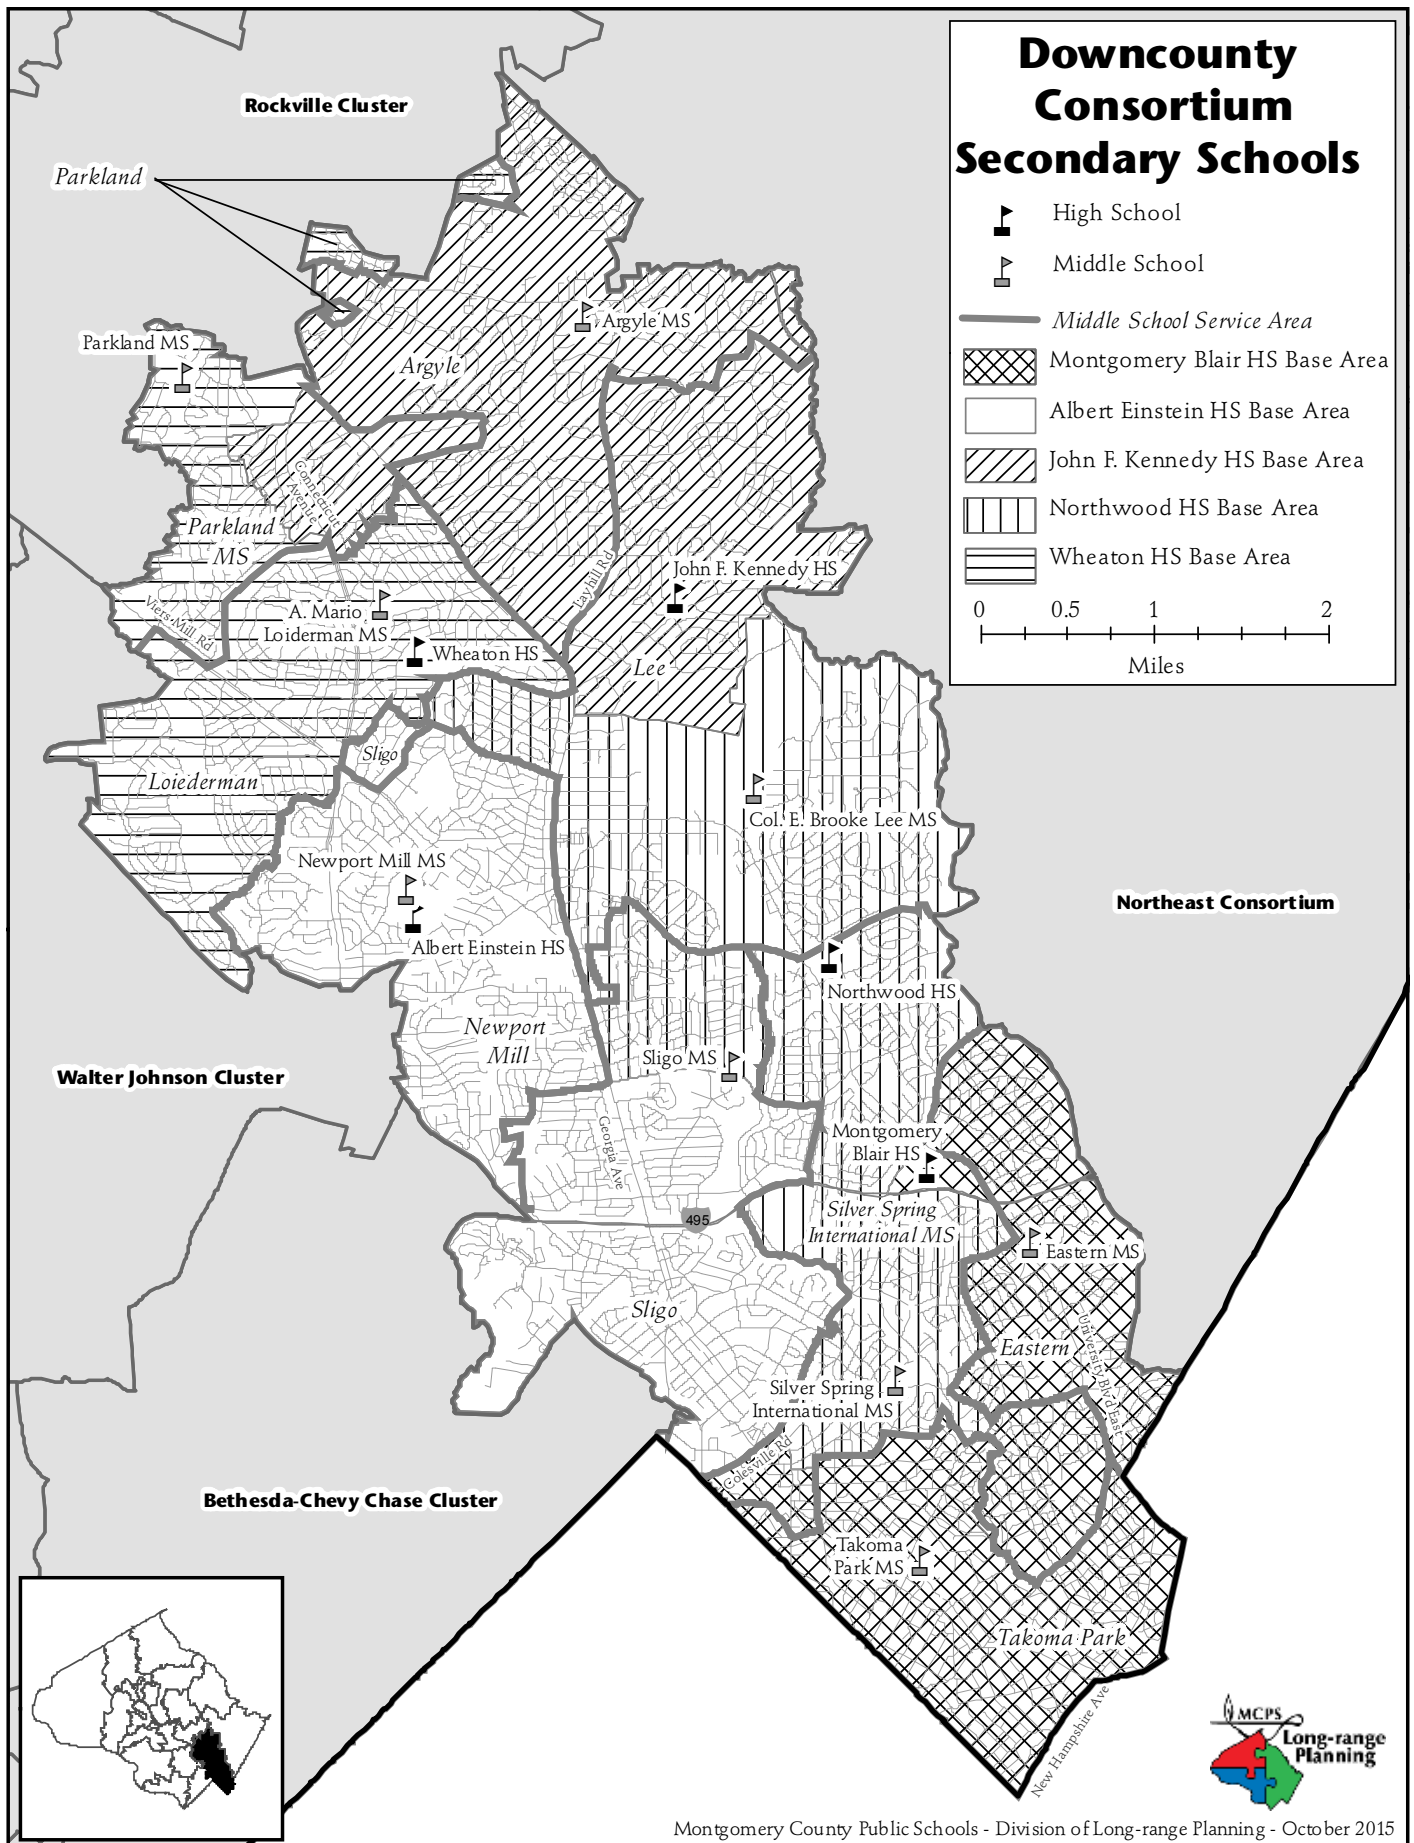 Downcounty
Consortium
Secondary Schools
High School
Middle School
Middle School Service Area
Montgomery Blair HS Base Area
Albert Einstein HS Base Area
John F. Kennedy HS Base Area
Northwood HS Base Area
Wheaton HS Base Area
0 0.5 1 2
Miles
Rockville Cluster
Parkland
Argyle MS
Parkland MS
Argyle
Connecticut
Avenue
Parkland
MS
John F. Kennedy HS
Layhill Rd
A. Mario
Loiderman MS
Viers Mill Rd
Wheaton HS
Lee
Sligo
Loiederman
Col. E. Brooke Lee MS
Newport Mill MS
Northeast Consortium
Albert Einstein HS
Northwood HS
Newport
Mill
Sligo MS
Walter Johnson Cluster
Georgia Ave
Montgomery
Blair HS
495
Silver Spring
International MS
Eastern MS
Sligo
Eastern
University Blvd East
Silver Spring
International MS
Colesville Rd
Bethesda-Chevy Chase Cluster
Takoma
Park MS
Takoma Park
New Hampshire Ave
MCPS
Long-range
Planning
Montgomery County Public Schools - Division of Long-range Planning - October 2015